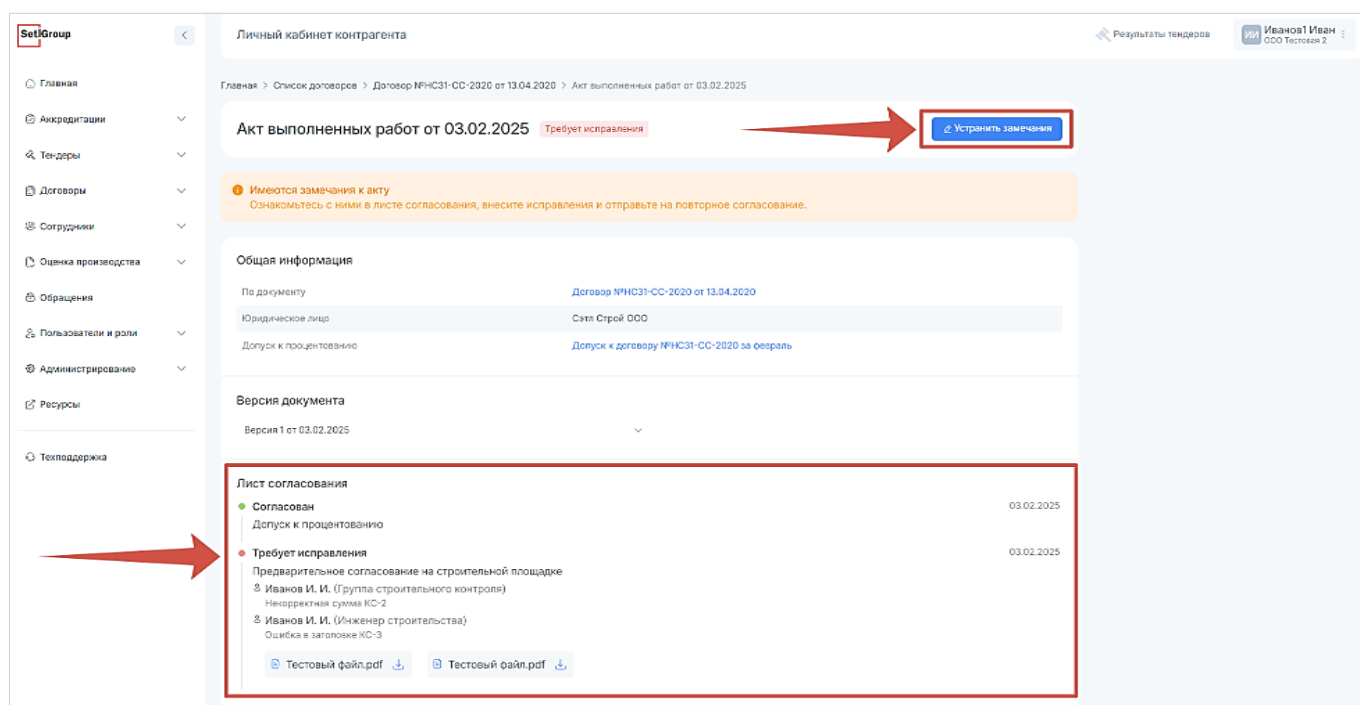 SetlGroup
Личный кабинет контрагента
Результаты тендеров
ИИ
Иванов1 Иван
ООО Тестовая 2
Главная
Аккредитации
Тендеры
Договоры
Сотрудники
Оценка производства
Обращения
Пользователи и роли
Администрирование
Ресурсы
Техподдержка
Главная > Список договоров > Договор №НС31-СС-2020 от 13.04.2020 > Акт выполненных работ от 03.02.2025
Акт выполненных работ от 03.02.2025
Требует исправления
Устранить замечания
Имеются замечания к акту
Ознакомьтесь с ними в листе согласования, внесите исправления и отправьте на повторное согласование.
Общая информация
По документу
Договор №НС31-СС-2020 от 13.04.2020
Юридическое лицо
Сэтл Строй ООО
Допуск к процентованию
Допуск к договору №НС31-СС-2020 за февраль
Версия документа
Версия 1 от 03.02.2025
Лист согласования
Согласован
03.02.2025
Допуск к процентованию
Требует исправления
03.02.2025
Предварительное согласование на строительной площадке
Иванов И. И. (Группа строительного контроля)
Некорректная сумма КС-2
Иванов И. И. (Инженер строительства)
Ошибка в заголовке КС-3
Тестовый файл.pdf
Тестовый файл.pdf